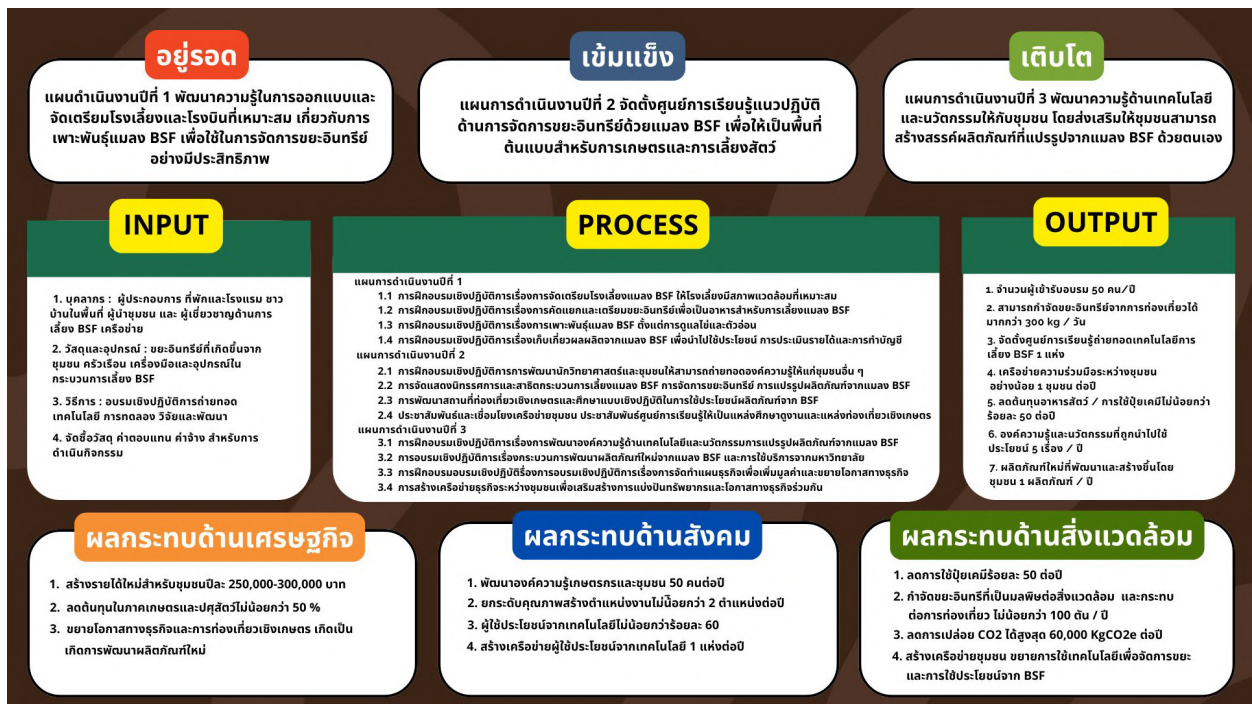 อยู่รอด
แผนดำเนินงานปีที่ 1 พัฒนาความรู้ในการออกแบบและ
จัดเตรียมโรงเลี้ยงและโรงบินที่เหมาะสม เกี่ยวกับการ
เพาะพันธุ์แมลง BSF เพื่อใช้ในการจัดการขยะอินทรีย์
อย่างมีประสิทธิภาพ
เข้มแข็ง
แผนการดำเนินงานปีที่ 2 จัดตั้งศูนย์การเรียนรู้แนวปฏิบัติ
ด้านการจัดการขยะอินทรีย์ด้วยแมลง BSF เพื่อให้เป็นพื้นที่
ต้นแบบสำหรับการเกษตรและการเลี้ยงสัตว์
เติบโต
แผนการดำเนินงานปีที่ 3 พัฒนาความรู้ด้านเทคโนโลยี
และนวัตกรรมให้กับชุมชน โดยส่งเสริมให้ชุมชนสามารถ
สร้างสรรค์ผลิตภัณฑ์ที่แปรรูปจากแมลง BSF ด้วยตนเอง
INPUT
1. บุคลากร : ผู้ประกอบการ ที่พักและโรงแรม ชาว
บ้านในพื้นที่ ผู้นำชุมชน และ ผู้เชี่ยวชาญด้านการ
เลี้ยง BSF เครือข่าย
2. วัสดุและอุปกรณ์ : ขยะอินทรีย์ที่เกิดขึ้นจาก
ชุมชน ครัวเรือน เครื่องมือและอุปกรณ์ใน
กระบวนการเลี้ยง BSF
3. วิธีการ : อบรมเชิงปฏิบัติการถ่ายทอด
เทคโนโลยี การทดลอง วิจัยและพัฒนา
4. จัดซื้อวัสดุ ค่าตอบแทน ค่าจ้าง สำหรับการ
ดำเนินกิจกรรม
PROCESS
แผนการดำเนินงานปีที่ 1
1.1 การฝึกอบรมเชิงปฏิบัติการเรื่องการจัดเตรียมโรงเลี้ยงแมลง BSF ให้โรงเลี้ยงมีสภาพแวดล้อมที่เหมาะสม
1.2 การฝึกอบรมเชิงปฏิบัติการเรื่องการคัดแยกและเตรียมขยะอินทรีย์เพื่อเป็นอาหารสำหรับการเลี้ยงแมลง BSF
1.3 การฝึกอบรมเชิงปฏิบัติการเรื่องการเพาะพันธุ์แมลง BSF ตั้งแต่การดูแลไข่และตัวอ่อน
1.4 การฝึกอบรมเชิงปฏิบัติการเรื่องเก็บเกี่ยวผลผลิตจากแมลง BSF เพื่อนำไปใช้ประโยชน์ การประเมินรายได้และการทำบัญชี
แผนการดำเนินงานปีที่ 2
2.1 การฝึกอบรมเชิงปฏิบัติการการพัฒนานักวิทยาศาสตร์และชุมชนให้สามารถถ่ายทอดองค์ความรู้ให้แก่ชุมชนอื่น ๆ
2.2 การจัดแสดงนิทรรศการและสาธิตกระบวนการเลี้ยงแมลง BSF การจัดการขยะอินทรีย์ การแปรรูปผลิตภัณฑ์จากแมลง BSF
2.3 การพัฒนาสถานที่ท่องเที่ยวเชิงเกษตรและศึกษาแบบเชิงปฏิบัติในการใช้ประโยชน์จาก BSF
2.4 ประชาสัมพันธ์และเชื่อมโยงเครือข่ายชุมชน ประชาสัมพันธ์ศูนย์การเรียนรู้ให้เป็นแหล่งศึกษาดูงานและแหล่งท่องเที่ยวเชิงเกษตร
แผนการดำเนินงานปีที่ 3
3.1 การฝึกอบรมเชิงปฏิบัติการเรื่องการพัฒนาองค์ความรู้ด้านเทคโนโลยีและนวัตกรรมการแปรรูปผลิตภัณฑ์จากแมลง BSF
3.2 การอบรมเชิงปฏิบัติการเรื่องกระบวนการพัฒนาผลิตภัณฑ์ใหม่จากแมลง BSF และการใช้บริการจากมหาวิทยาลัย
3.3 การฝึกอบรมอบรมเชิงปฏิบัติรื่องการอบรมเชิงปฏิบัติการเรื่องการจัดทำแผนธุรกิจเพื่อเพิ่มมูลค่าและขยายโอกาสทางธุรกิจ
3.4 การสร้างเครือข่ายธุรกิจระหว่างชุมชนเพื่อเสริมสร้างการแบ่งปันทรัพยากรและโอกาสทางธุรกิจร่วมกัน
OUTPUT
1. จำนวนผู้เข้ารับอบรม 50 คน/ปี
2. สามารถกำจัดขยะอินทรีย์จากการท่องเที่ยวได้
มากกว่า 300 kg / วัน
3. จัดตั้งศูนย์การเรียนรู้ถ่ายทอดเทคโนโลยีการ
เลี้ยง BSF 1 แห่ง
4. เครือข่ายความร่วมมือระหว่างชุมชน
อย่างน้อย 1 ชุมชน ต่อปี
5. ลดต้นทุนอาหารสัตว์ / การใช้ปุ๋ยเคมีไม่น้อยกว่า
ร้อยละ 50 ต่อปี
6. องค์ความรู้และนวัตกรรมที่ถูกนำไปใช้
ประโยชน์ 5 เรื่อง / ปี
7. ผลิตภัณฑ์ใหม่ที่พัฒนาและสร้างขึ้นโดย
ชุมชน 1 ผลิตภัณฑ์ / ปี
ผลกระทบด้านเศรษฐกิจ
1. สร้างรายได้ใหม่สำหรับชุมชนปีละ 250,000-300,000 บาท
2. ลดต้นทุนในภาคเกษตรและปศุสัตว์ไม่น้อยกว่า 50 %
3. ขยายโอกาสทางธุรกิจและการท่องเที่ยวเชิงเกษตร เกิดเป็น
เกิดการพัฒนาผลิตภัณฑ์ใหม่
ผลกระทบด้านสังคม
1. พัฒนาองค์ความรู้เกษตรกรและชุมชน 50 คนต่อปี
2. ยกระดับคุณภาพสร้างตำแหน่งงานไม่น้อยกว่า 2 ตำแหน่งต่อปี
3. ผู้ใช้ประโยชน์จากเทคโนโลยีไม่น้อยกว่าร้อยละ 60
4. สร้างเครือข่ายผู้ใช้ประโยชน์จากเทคโนโลยี 1 แห่งต่อปี
ผลกระทบด้านสิ่งแวดล้อม
1. ลดการใช้ปุ๋ยเคมีร้อยละ 50 ต่อปี
2. กำจัดขยะอินทรีที่เป็นมลพิษต่อสิ่งแวดล้อม และกระทบ
ต่อการท่องเที่ยว ไม่น้อยกว่า 100 ตัน / ปี
3. ลดการเปล่อย CO2 ได้สูงสุด 60,000 KgCO2e ต่อปี
4. สร้างเครือข่ายชุมชน ขยายการใช้เทคโนโลยีเพื่อจัดการขยะ
และการใช้ประโยชน์จาก BSF